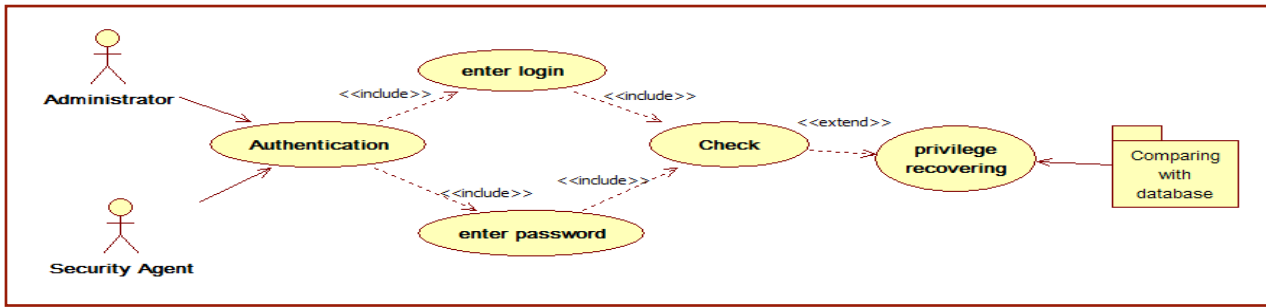 Administrator
Security Agent
Authentication
<<include>>
enter login
<<include>>
<<include>>
enter password
<<include>>
Check
<<extend>>
privilege
recovering
Comparing
with
database